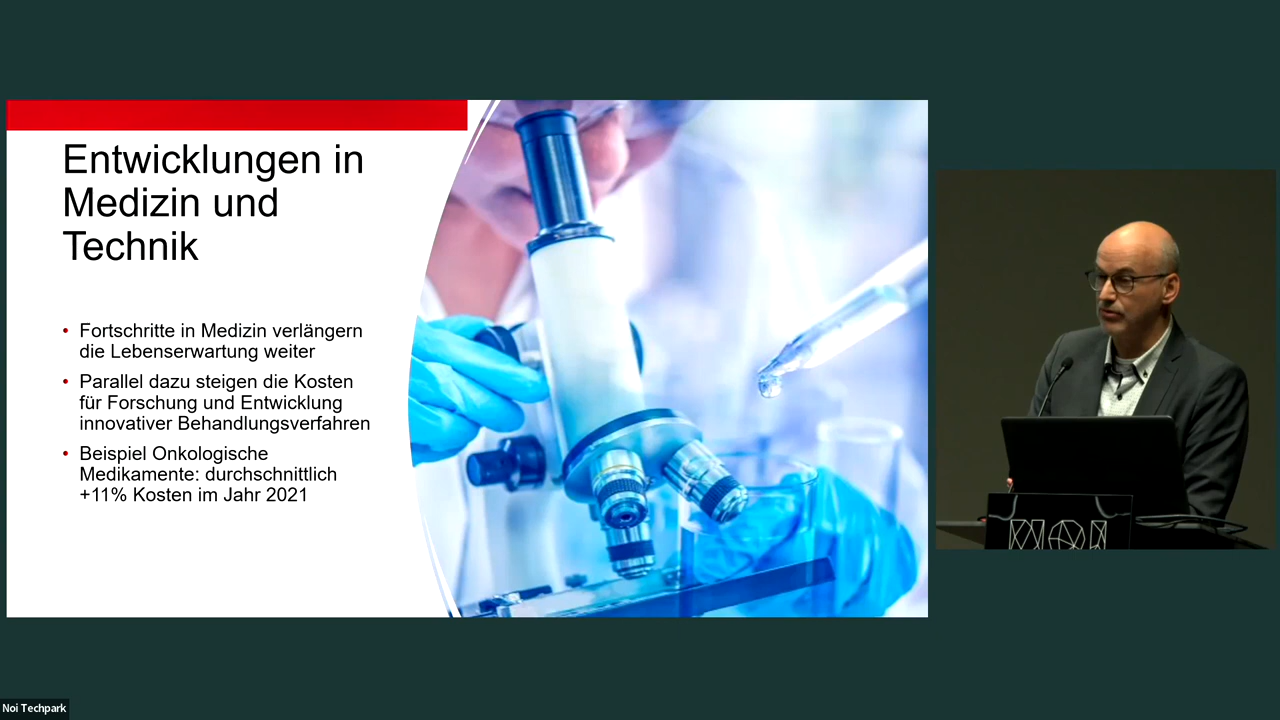 Entwicklungen in
Medizin und
Technik
• Fortschritte in Medizin verlängern
die Lebenserwartung weiter
• Parallel dazu steigen die Kosten
für Forschung und Entwicklung
innovativer Behandlungsverfahren
• Beispiel Onkologische
Medikamente: durchschnittlich
+11% Kosten im Jahr 2021
NOI
Noi Techpark